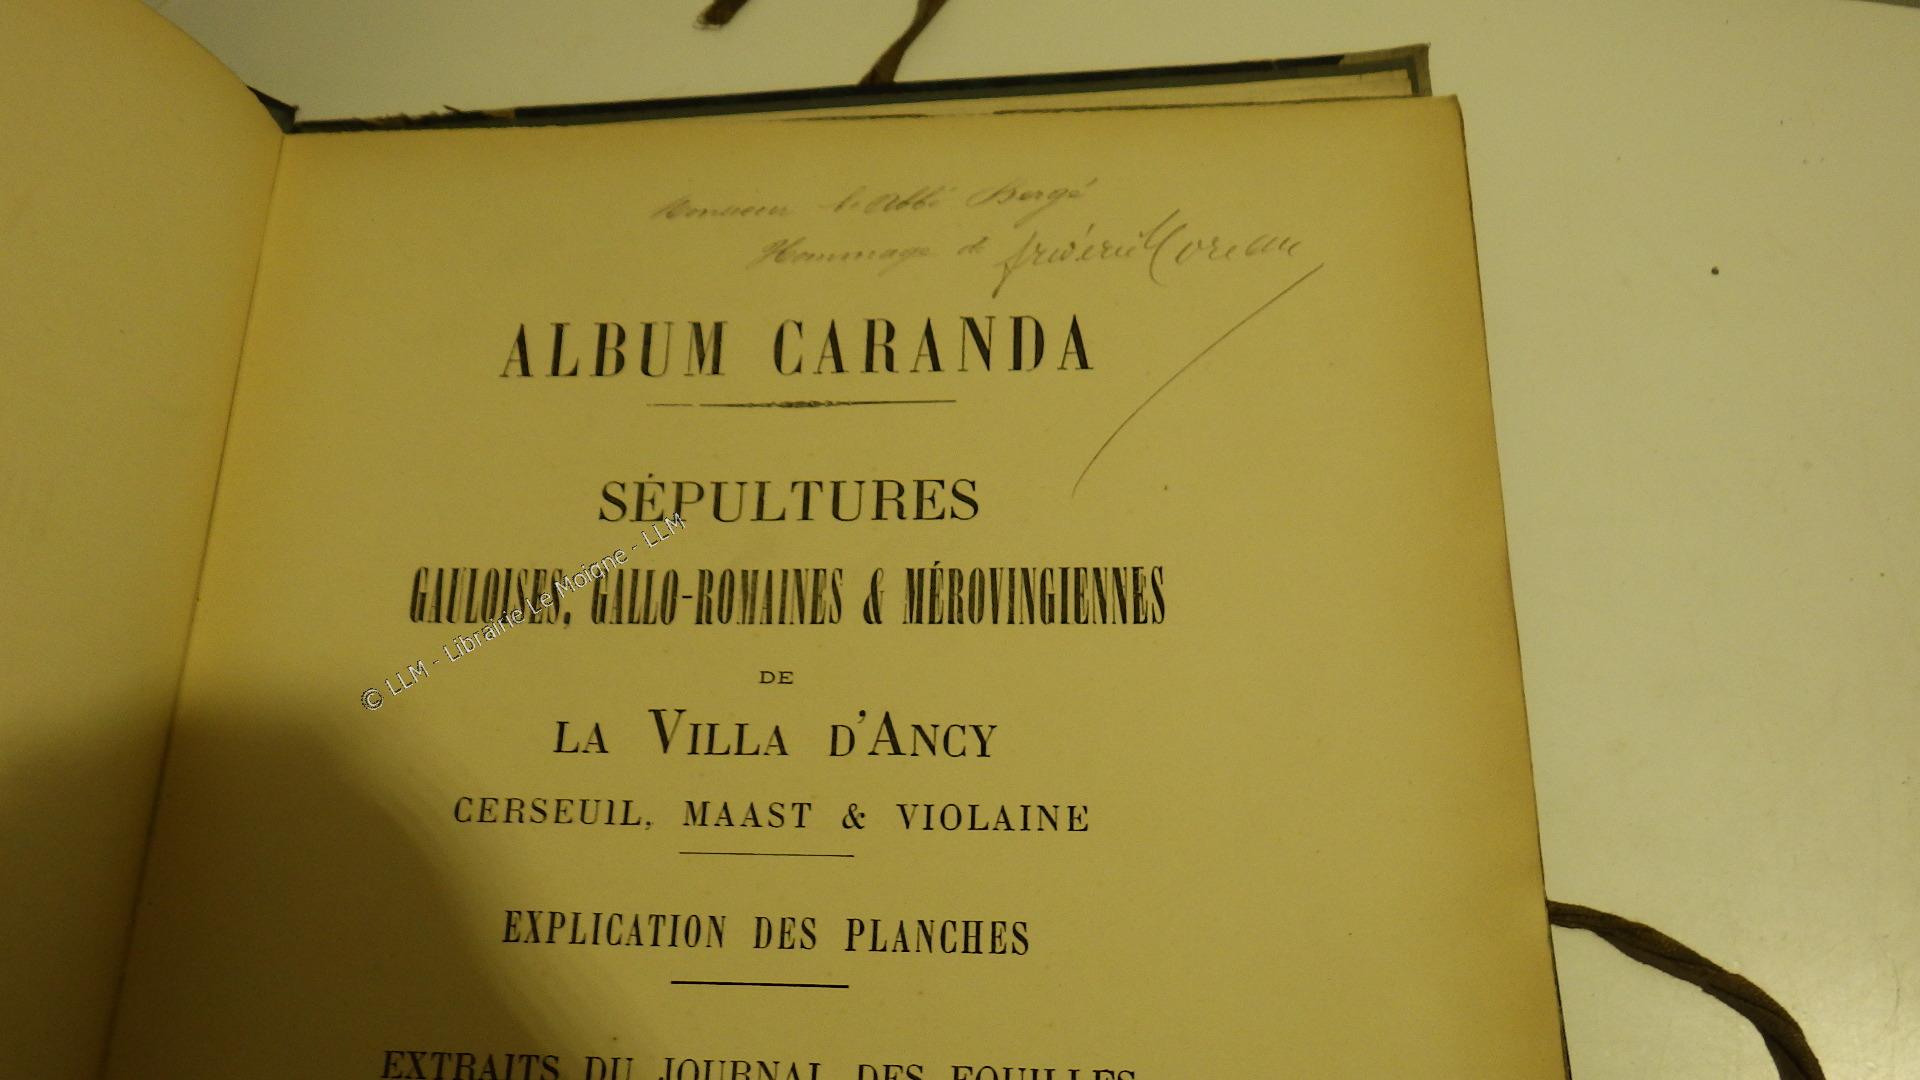 Monsieur l'Abbé Bergé
Hommage de Frédéric Moreau
ALBUM CARANDA
SÉPULTURES
GAULOISES, GALLO-ROMAINES & MÉROVINGIENNES
DE
LA VILLA D'ANCY
CERSEUIL, MAAST & VIOLAINE
EXPLICATION DES PLANCHES
EXTRAITS DU JOURNAL DES FOUILLES
© LLM - Librairie Le Moigne - LLM